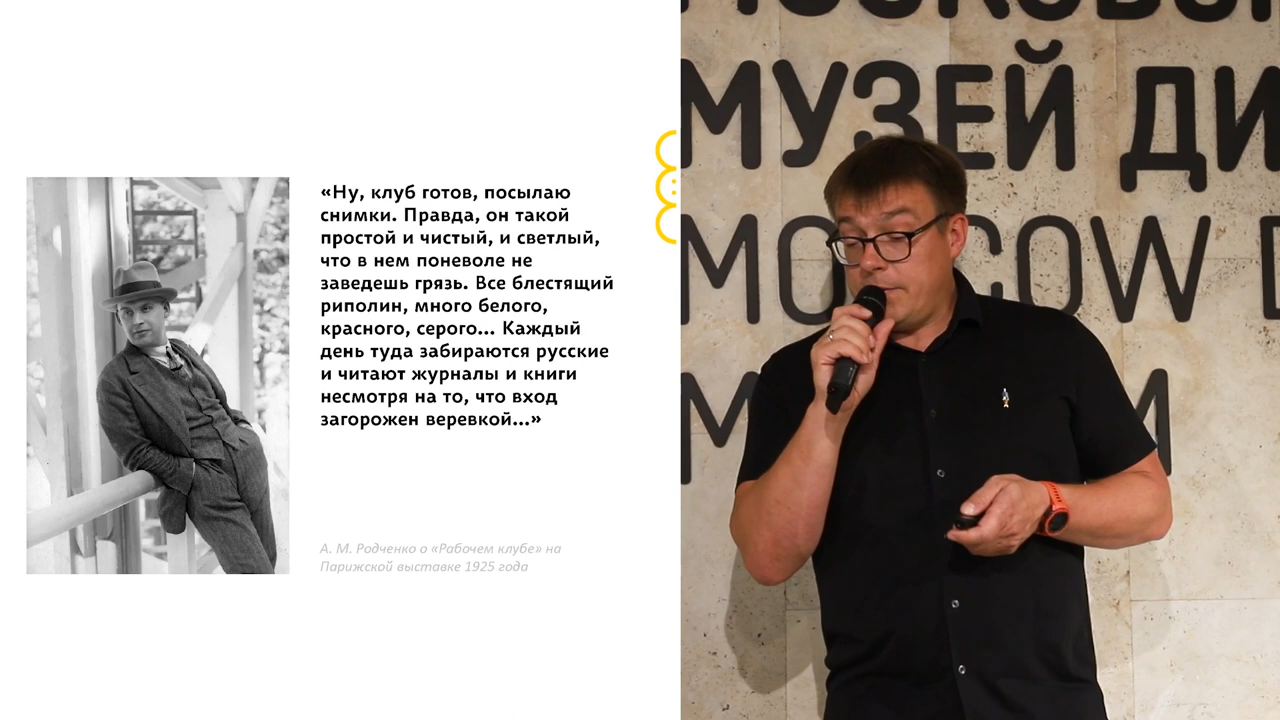 «Ну, клуб готов, посылаю
снимки. Правда, он такой
простой и чистый, и светлый,
что в нем поневоле не
заведешь грязь. Все блестящий
риполин, много белого,
красного, серого... Каждый
день туда забираются русские
и читают журналы и книги
несмотря на то, что вход
загорожен веревкой...»
А. М. Родченко о «Рабочем клубе» на
Парижской выставке 1925 года
МУЗЕЙ ДИ
MOSCOW D